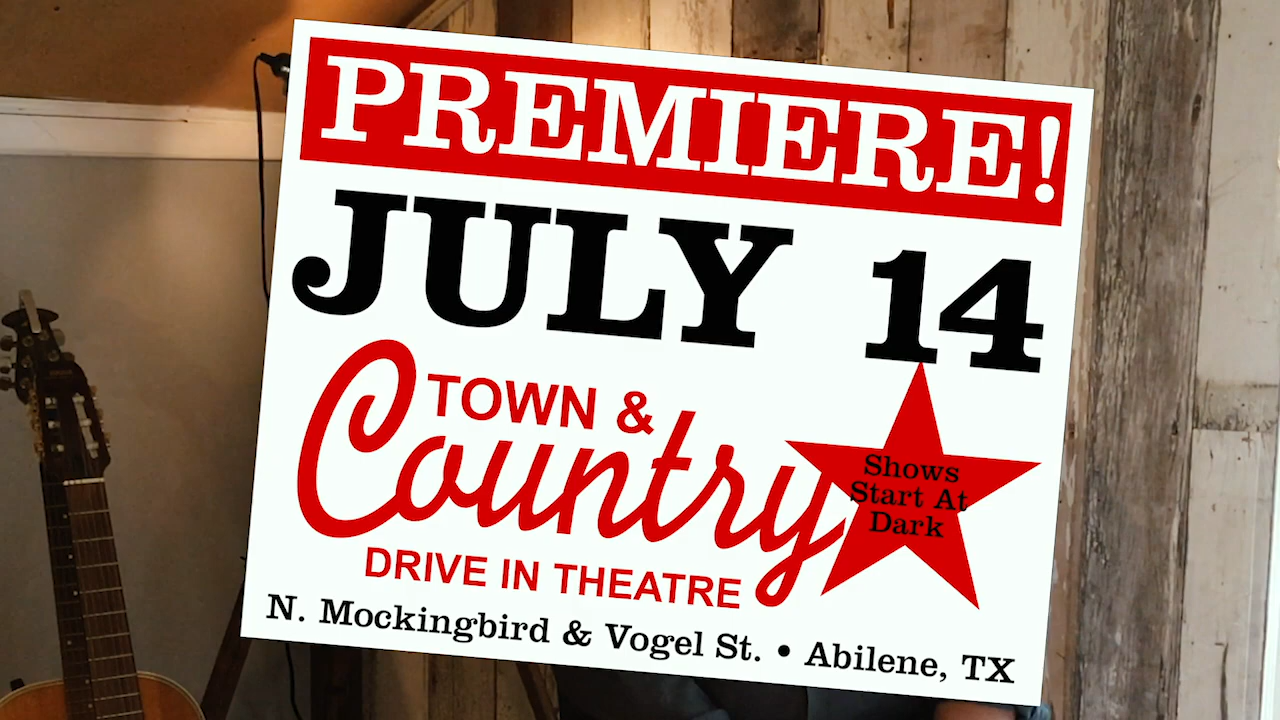 PREMIERE!
JULY 14
TOWN &
Country
Shows
Start At
Dark
DRIVE IN THEATRE
N. Mockingbird & Vogel St. • Abilene, TX